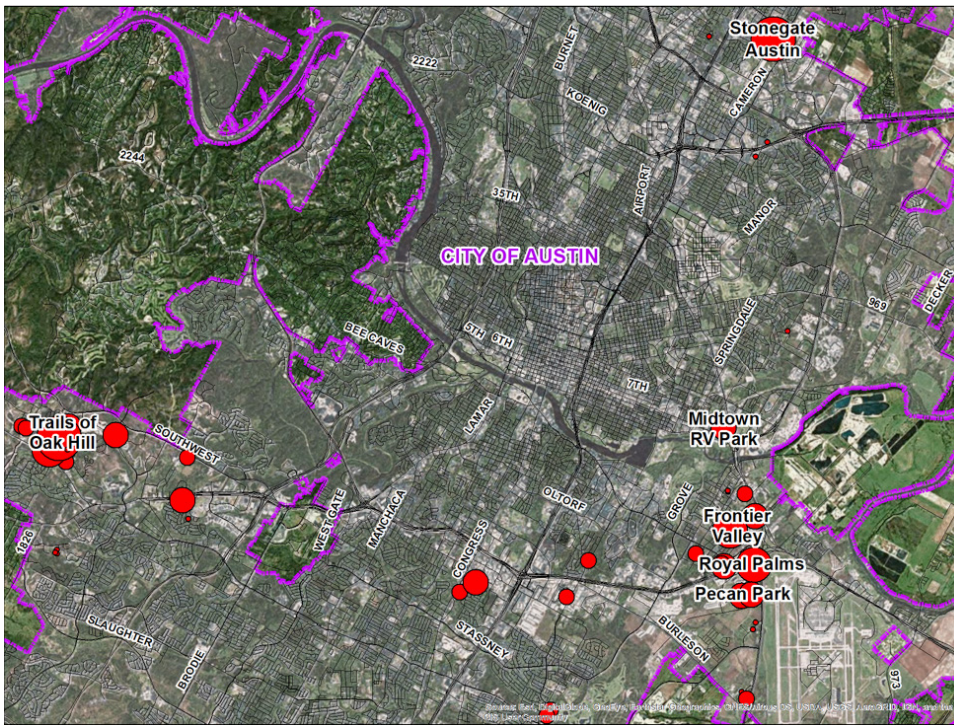 Stonegate
Austin
2222
BURNET
CAMERON
KOENIG
2244
35TH
AIRPORT
MANOR
CITY OF AUSTIN
DECKER
969
SPRINGDALE
BEE CAVES
5TH
6TH
7TH
LAMAR
Midtown
RV Park
Trails of
Oak Hill
SOUTHWEST
OLTORF
GROVE
WEST GATE
MANCHACA
Frontier
Valley
1826
CONGRESS
Royal Palms
Pecan Park
SLAUGHTER
STASSNEY
BURLESON
BRODIE
973